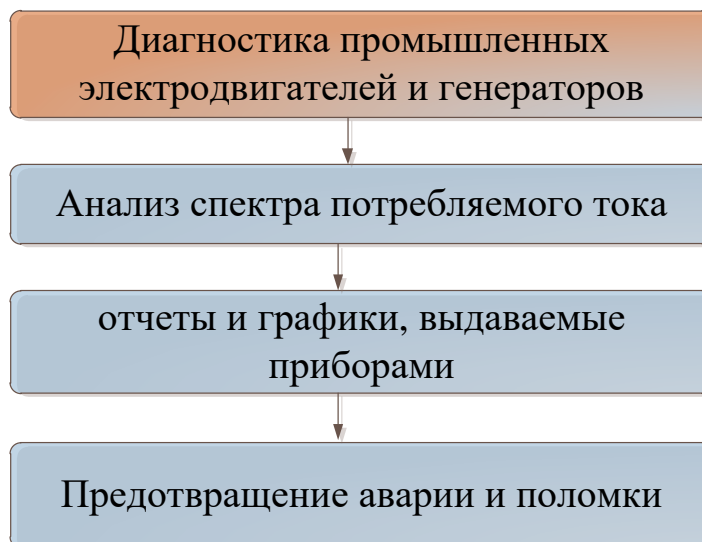 Диагностика промышленных
электродвигателей и генераторов
Анализ спектра потребляемого тока
отчеты и графики, выдаваемые
приборами
Предотвращение аварии и поломки